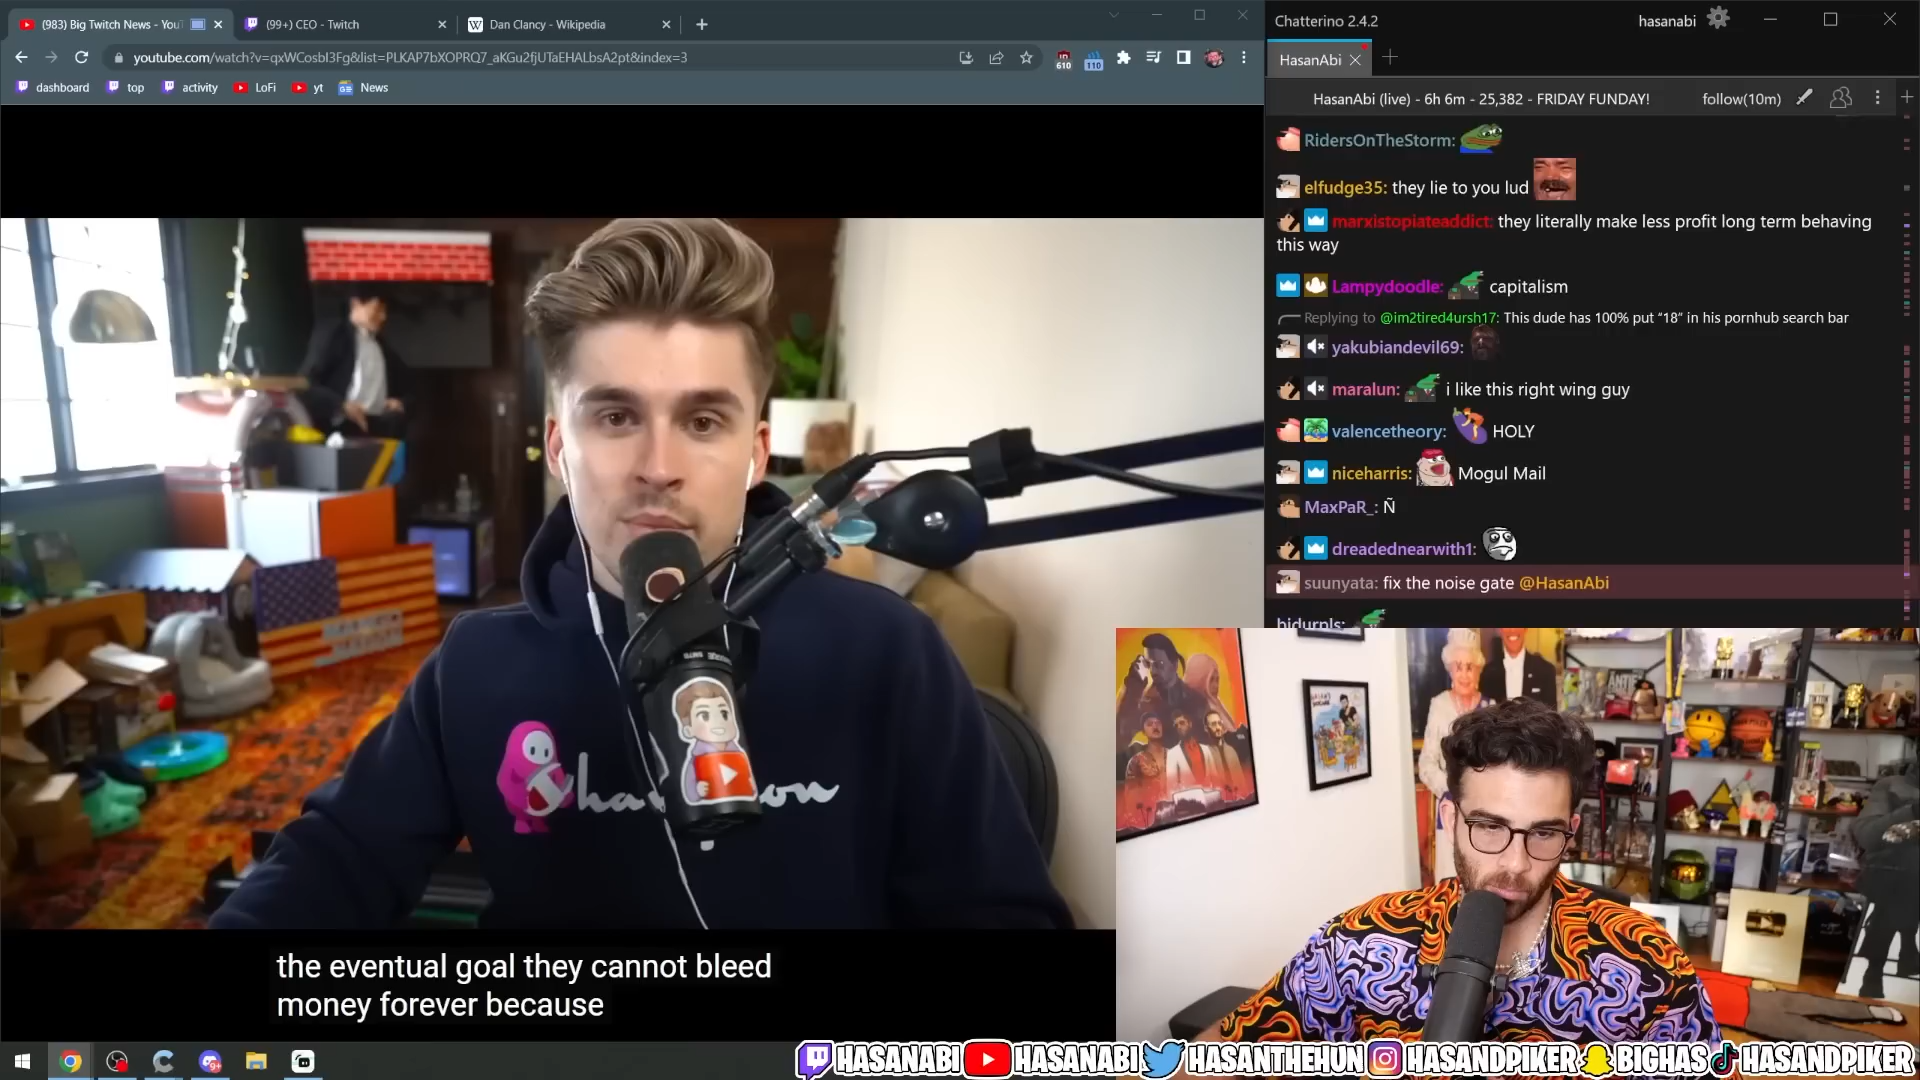 (983) Big Twitch News - You
(99+) CEO - Twitch
Dan Clancy - Wikipedia
youtube.com/watch?v=qxWCosbI3Fg&list=PLKAP7bXOPRQ7_aKGu2fjUTaEHALbsA2pt&index=3
610
110
dashboard
top
activity
LoFi
yt
News
the eventual goal they cannot bleed
money forever because
Chatterino 2.4.2
hasanabi
HasanAbi
HasanAbi (live) - 6h 6m - 25,382 - FRIDAY FUNDAY!
follow(10m)
RidersOnTheStorm:
elfudge35: they lie to you lud
marxistopiateaddict: they literally make less profit long term behaving
this way
Lampydoodle: capitalism
Replying to @im2tired4ursh17: This dude has 100% put “18” in his pornhub search bar
yakubiandevil69:
maralun: i like this right wing guy
valencetheory: HOLY
niceharris: Mogul Mail
MaxPaR_: Ñ
dreadednearwith1:
suunyata: fix the noise gate @HasanAbi
bidurpls:
HASANABI HASANABI HASANTHEHUN HASANDPIKER BIGHAS HASANDPIKER